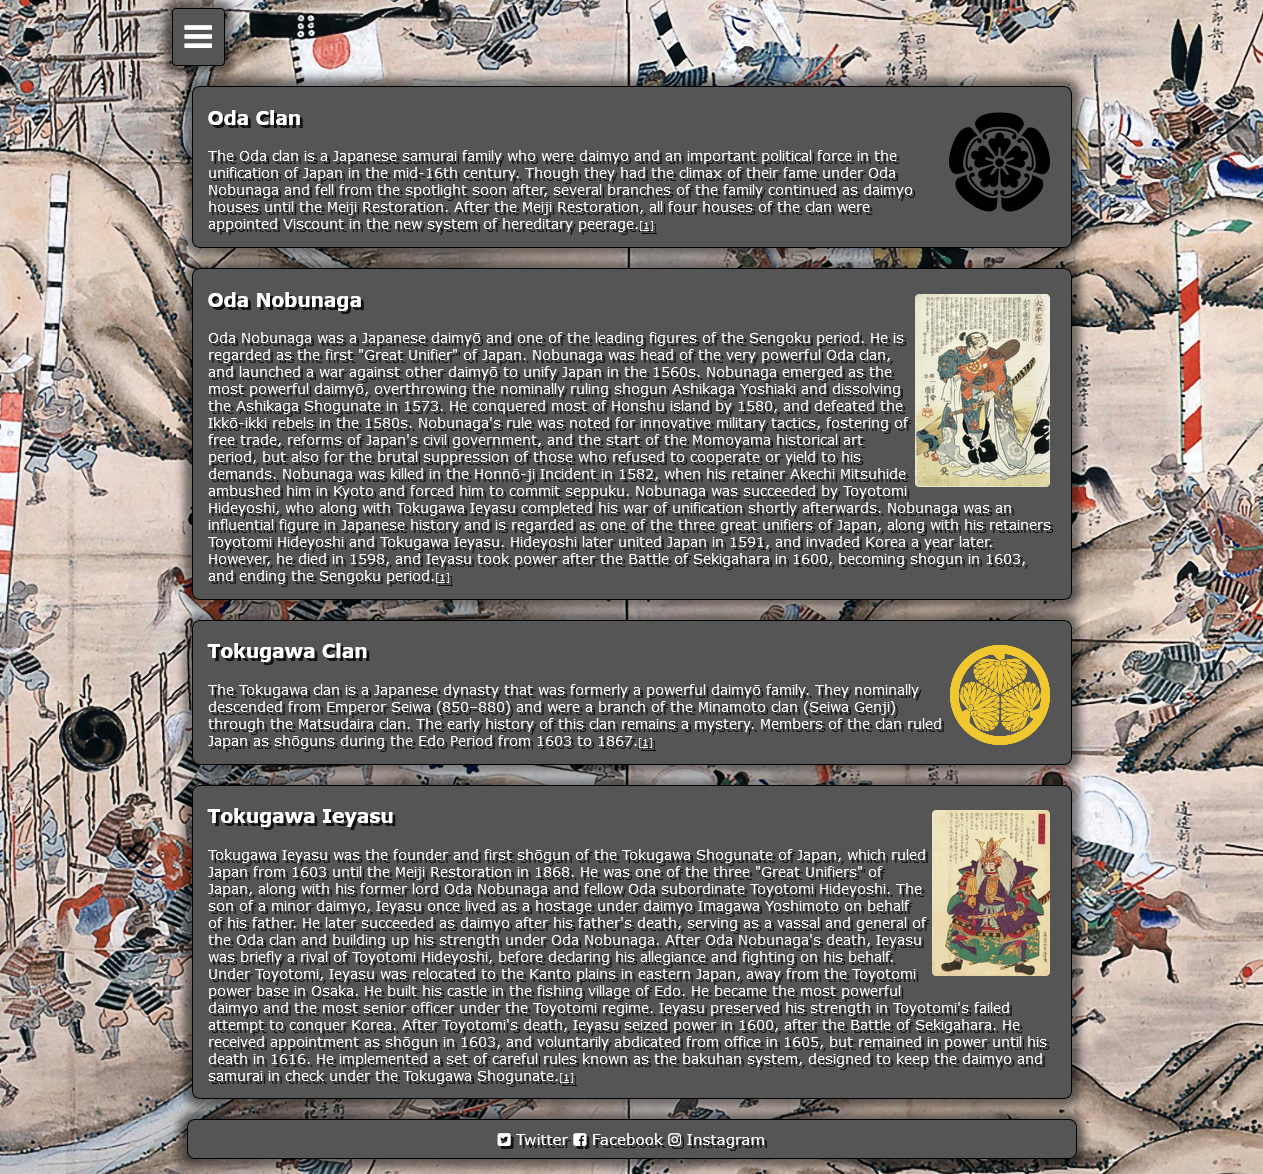 Oda Clan
The Oda clan is a Japanese samurai family who were daimyo and an important political force in the
unification of Japan in the mid-16th century. Though they had the climax of their fame under Oda
Nobunaga and fell from the spotlight soon after, several branches of the family continued as daimyo
houses until the Meiji Restoration. After the Meiji Restoration, all four houses of the clan were
appointed Viscount in the new system of hereditary peerage.[1]
Oda Nobunaga
Oda Nobunaga was a Japanese daimyō and one of the leading figures of the Sengoku period. He is
regarded as the first "Great Unifier" of Japan. Nobunaga was head of the very powerful Oda clan,
and launched a war against other daimyō to unify Japan in the 1560s. Nobunaga emerged as the
most powerful daimyō, overthrowing the nominally ruling shogun Ashikaga Yoshiaki and dissolving
the Ashikaga Shogunate in 1573. He conquered most of Honshu island by 1580, and defeated the
Ikkō-ikki rebels in the 1580s. Nobunaga's rule was noted for innovative military tactics, fostering of
free trade, reforms of Japan's civil government, and the start of the Momoyama historical art
period, but also for the brutal suppression of those who refused to cooperate or yield to his
demands. Nobunaga was killed in the Honnō-ji Incident in 1582, when his retainer Akechi Mitsuhide
ambushed him in Kyoto and forced him to commit seppuku. Nobunaga was succeeded by Toyotomi
Hideyoshi, who along with Tokugawa Ieyasu completed his war of unification shortly afterwards. Nobunaga was an
influential figure in Japanese history and is regarded as one of the three great unifiers of Japan, along with his retainers
Toyotomi Hideyoshi and Tokugawa Ieyasu. Hideyoshi later united Japan in 1591, and invaded Korea a year later.
However, he died in 1598, and Ieyasu took power after the Battle of Sekigahara in 1600, becoming shogun in 1603,
and ending the Sengoku period.[1]
Tokugawa Clan
The Tokugawa clan is a Japanese dynasty that was formerly a powerful daimyō family. They nominally
descended from Emperor Seiwa (850–880) and were a branch of the Minamoto clan (Seiwa Genji)
through the Matsudaira clan. The early history of this clan remains a mystery. Members of the clan ruled
Japan as shōguns during the Edo Period from 1603 to 1867.[1]
Tokugawa Ieyasu
Tokugawa Ieyasu was the founder and first shōgun of the Tokugawa Shogunate of Japan, which ruled
Japan from 1603 until the Meiji Restoration in 1868. He was one of the three "Great Unifiers" of
Japan, along with his former lord Oda Nobunaga and fellow Oda subordinate Toyotomi Hideyoshi. The
son of a minor daimyo, Ieyasu once lived as a hostage under daimyo Imagawa Yoshimoto on behalf
of his father. He later succeeded as daimyo after his father's death, serving as a vassal and general of
the Oda clan and building up his strength under Oda Nobunaga. After Oda Nobunaga's death, Ieyasu
was briefly a rival of Toyotomi Hideyoshi, before declaring his allegiance and fighting on his behalf.
Under Toyotomi, Ieyasu was relocated to the Kanto plains in eastern Japan, away from the Toyotomi
power base in Osaka. He built his castle in the fishing village of Edo. He became the most powerful
daimyo and the most senior officer under the Toyotomi regime. Ieyasu preserved his strength in Toyotomi's failed
attempt to conquer Korea. After Toyotomi's death, Ieyasu seized power in 1600, after the Battle of Sekigahara. He
received appointment as shōgun in 1603, and voluntarily abdicated from office in 1605, but remained in power until his
death in 1616. He implemented a set of careful rules known as the bakuhan system, designed to keep the daimyo and
samurai in check under the Tokugawa Shogunate.[1]
Twitter Facebook Instagram